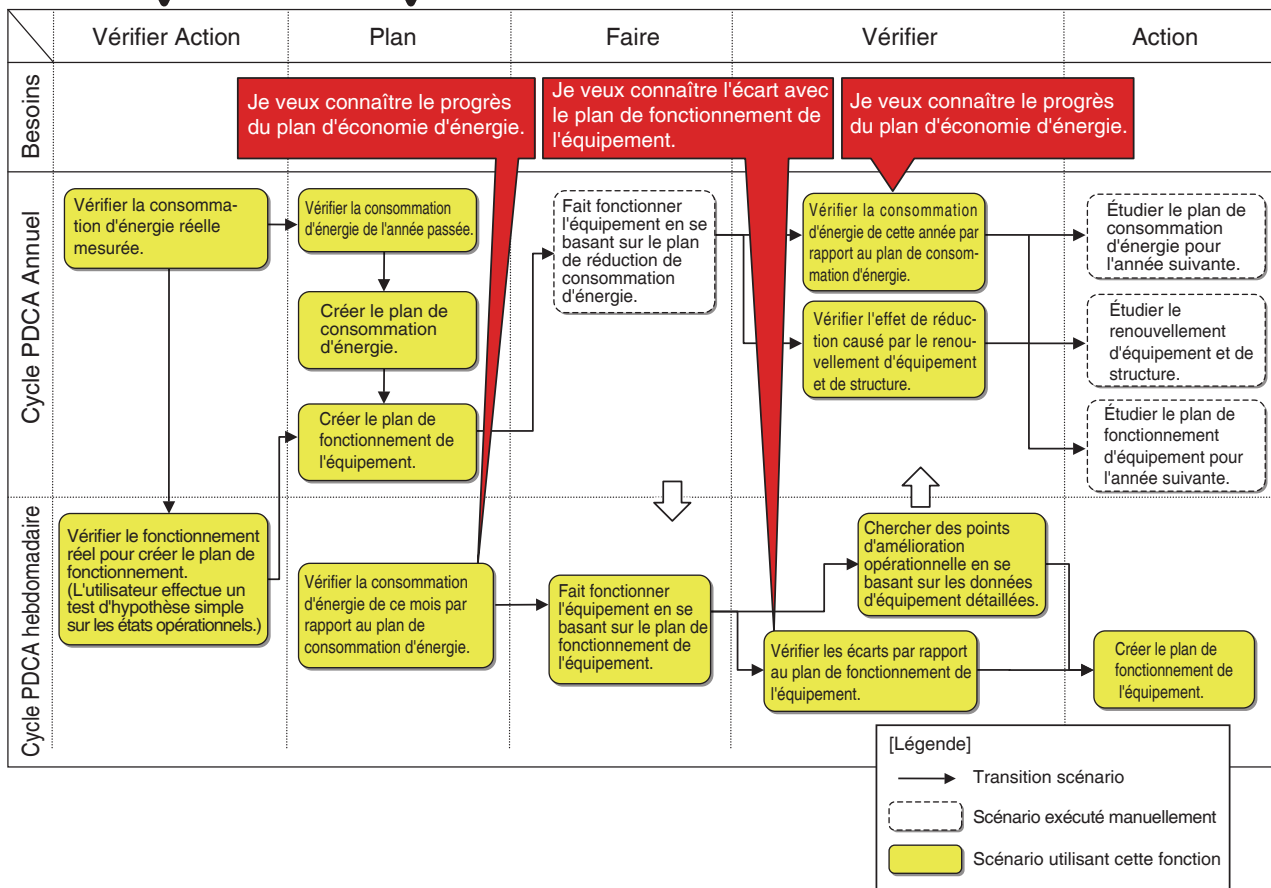 Vérifier Action
Plan
Faire
Vérifier
Action
Besoins
Je veux connaître le progrès
du plan d'économie d'énergie.
Je veux connaître l'écart avec
le plan de fonctionnement de
l'équipement.
Je veux connaître le progrès
du plan d'économie d'énergie.
Cycle PDCA Annuel
Vérifier la consomma-
tion d'énergie réelle
mesurée.
Vérifier la consommation
d'énergie de l'année passée.
Créer le plan de
consommation
d'énergie.
Créer le plan de
fonctionnement de
l'équipement.
Fait fonctionner
l'équipement en se
basant sur le plan
de réduction de
consommation
d'énergie.
Vérifier la consommation
d'énergie de cette année par
rapport au plan de consom-
mation d'énergie.
Vérifier l'effet de réduc-
tion causé par le renou-
vellement d'équipement
et de structure.
Étudier le plan de
consommation
d'énergie pour
l'année suivante.
Étudier le
renouvellement
d'équipement et de
structure.
Étudier le plan de
fonctionnement
d'équipement pour
l'année suivante.
Cycle PDCA hebdomadaire
Vérifier le fonctionnement
réel pour créer le plan de
fonctionnement.
(L'utilisateur effectue un
test d'hypothèse simple
sur les états opérationnels.)
Vérifier la consommation
d'énergie de ce mois par
rapport au plan de
consommation d'énergie.
Fait fonctionner
l'équipement en se
basant sur le plan de
fonctionnement de
l'équipement.
Chercher des points
d'amélioration
opérationnelle en se
basant sur les données
d'équipement détaillées.
Vérifier les écarts par rapport
au plan de fonctionnement de
l'équipement.
Créer le plan de
fonctionnement de
l'équipement.
[Légende]
Transition scénario
Scénario exécuté manuellement
Scénario utilisant cette fonction